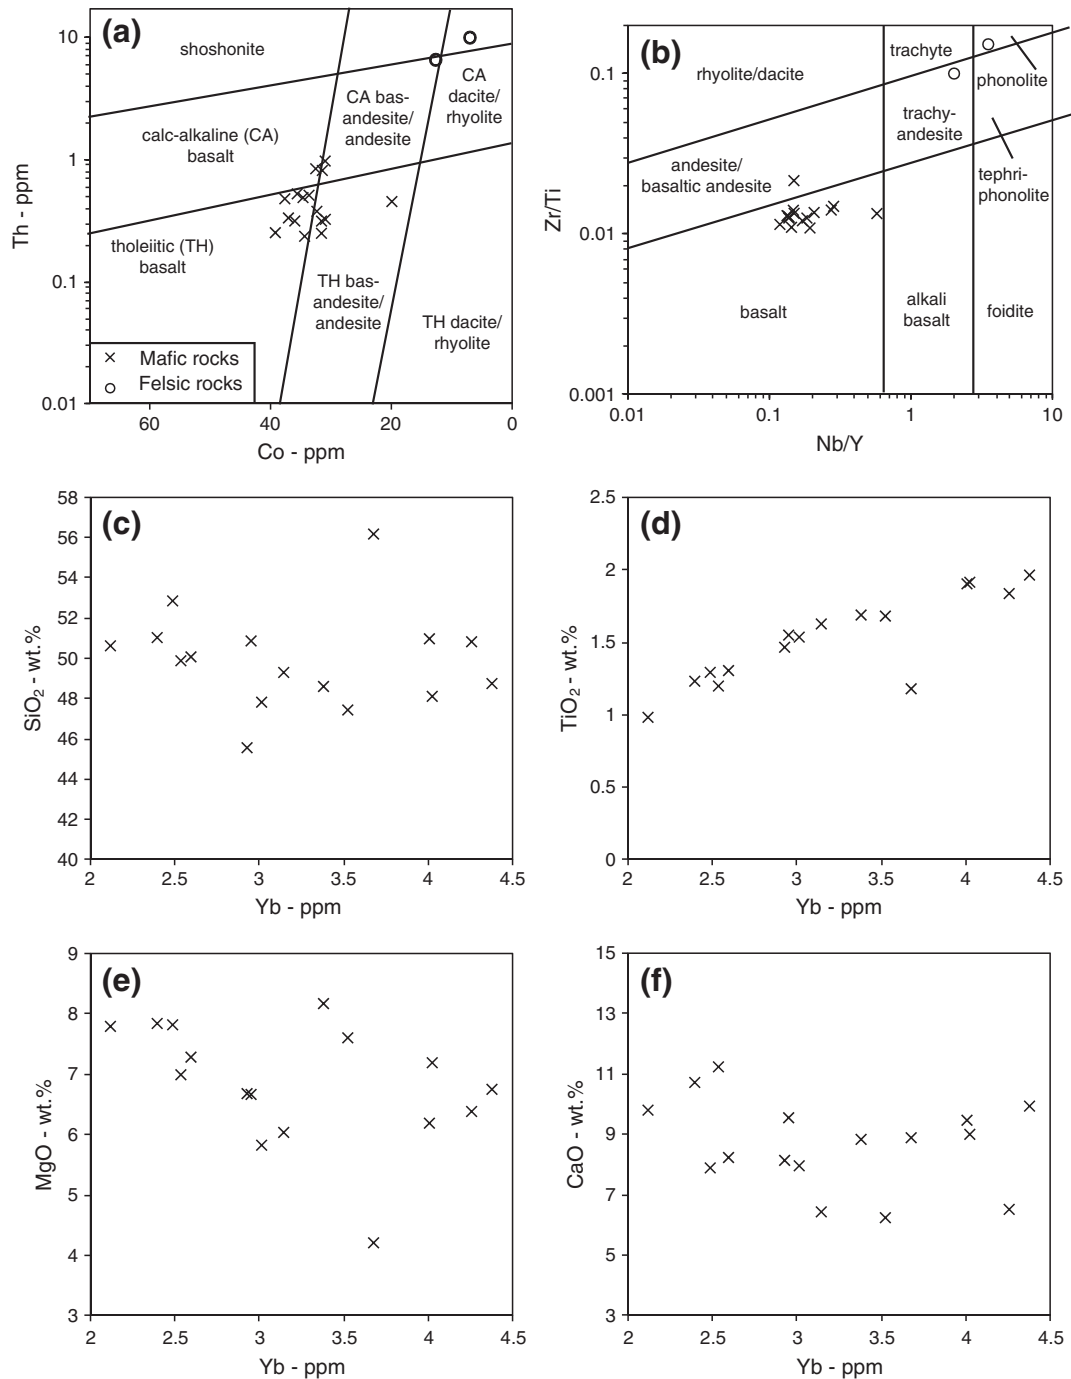 (a)
shoshonite
calc-alkaline (CA)
basalt
CA bas-
andesite/
andesite
CA
dacite/
rhyolite
tholeiitic (TH)
basalt
TH bas-
andesite/
andesite
TH dacite/
rhyolite
Mafic rocks
Felsic rocks
10
1
0.1
0.01
Th - ppm
60
40
20
0
Co - ppm
(b)
rhyolite/dacite
trachyte
phonolite
andesite/
basaltic andesite
trachy-
andesite
tephri-
phonolite
basalt
alkali
basalt
foidite
0.1
0.01
0.001
Zr/Ti
0.01
0.1
1
10
Nb/Y
(c)
58
56
54
52
50
48
46
44
42
40
SiO₂ - wt.%
2
2.5
3
3.5
4
4.5
Yb - ppm
(d)
2.5
2
1.5
1
0.5
0
TiO₂ - wt.%
2
2.5
3
3.5
4
4.5
Yb - ppm
(e)
9
8
7
6
5
4
3
MgO - wt.%
2
2.5
3
3.5
4
4.5
Yb - ppm
(f)
15
13
11
9
7
5
3
CaO - wt.%
2
2.5
3
3.5
4
4.5
Yb - ppm